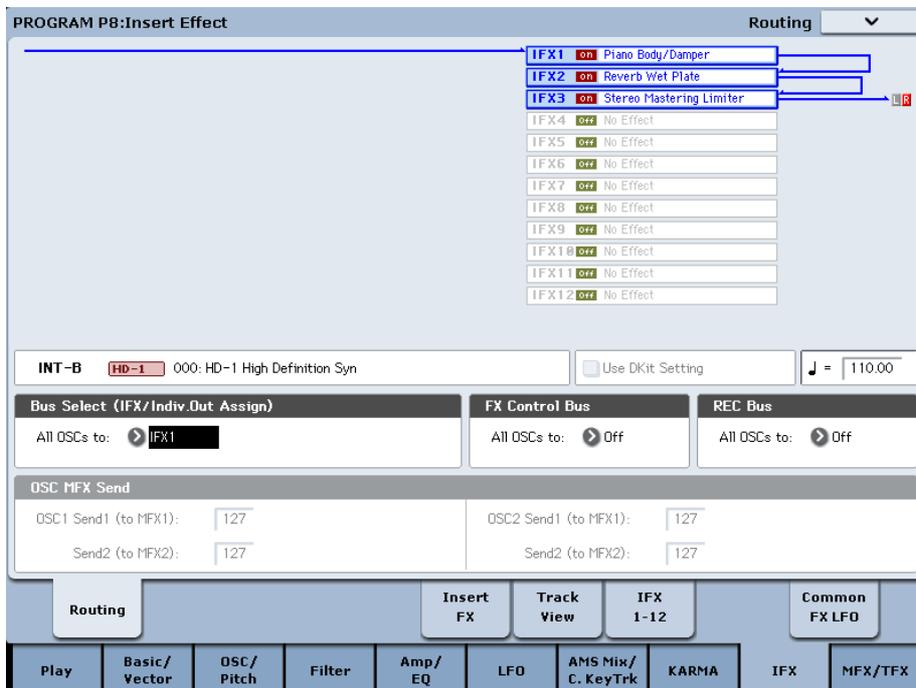 PROGRAM P8:Insert Effect Routing
IFX1 on Piano Body/Damper
IFX2 on Reverb Wet Plate
IFX3 on Stereo Mastering Limiter
L R
IFX4 Off No Effect
IFX5 Off No Effect
IFX6 Off No Effect
IFX7 Off No Effect
IFX8 Off No Effect
IFX9 Off No Effect
IFX10 Off No Effect
IFX11 Off No Effect
IFX12 Off No Effect
INT-B HD-1 000: HD-1 High Definition Syn Use DKit Setting ♩ = 110.00
Bus Select (IFX/Indiv.Out Assign) FX Control Bus REC Bus
All OSCs to: IFX1 All OSCs to: Off All OSCs to: Off
OSC MFX Send
OSC1 Send1 (to MFX1): 127 OSC2 Send1 (to MFX1): 127
Send2 (to MFX2): 127 Send2 (to MFX2): 127
Routing Insert FX Track View IFX 1-12 Common FX LFO
Play Basic/Vector OSC/Pitch Filter Amp/EQ LFO AMS Mix/C. KeyTrk KARMA IFX MFX/TFX